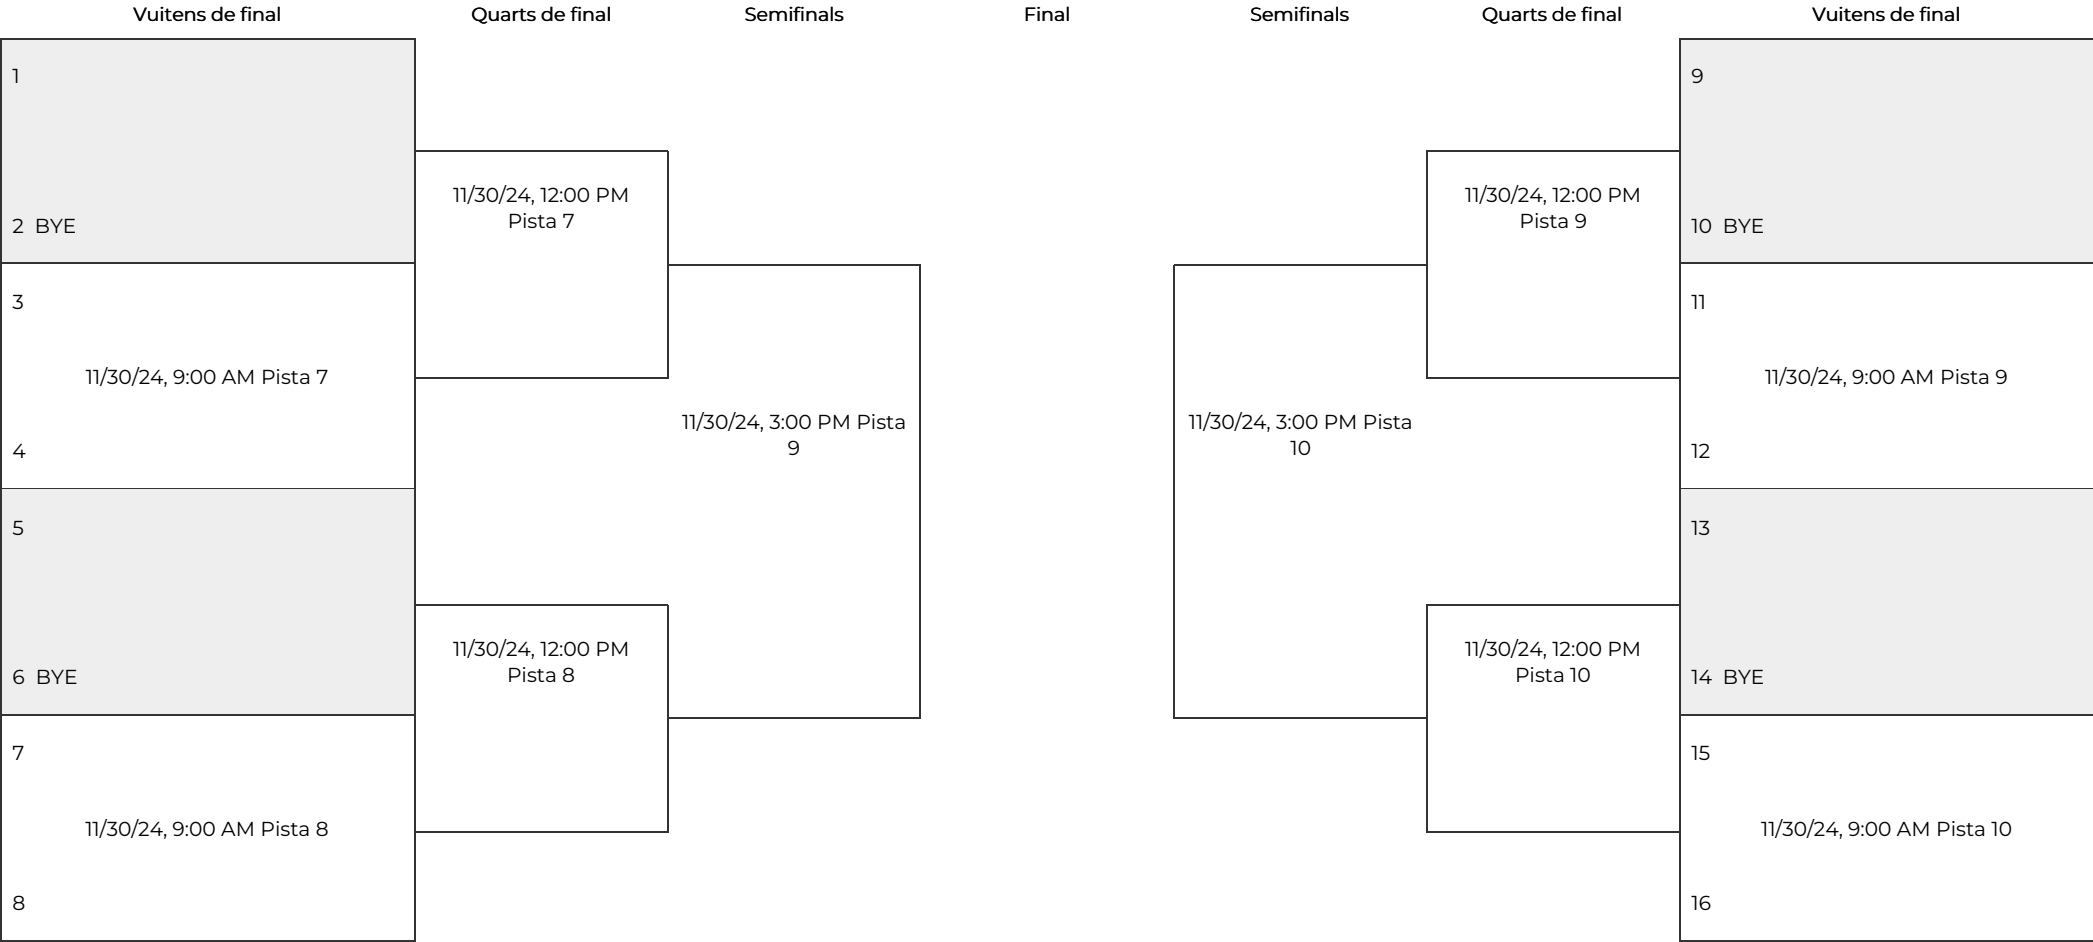 Vuitens de final
Quarts de final
Semifinals
Final
Semifinals
Quarts de final
Vuitens de final
1
2 BYE
3
11/30/24, 9:00 AM Pista 7
4
5
6 BYE
7
11/30/24, 9:00 AM Pista 8
8
11/30/24, 12:00 PM
Pista 7
11/30/24, 12:00 PM
Pista 8
11/30/24, 3:00 PM Pista
9
11/30/24, 3:00 PM Pista
10
11/30/24, 12:00 PM
Pista 9
11/30/24, 12:00 PM
Pista 10
9
10 BYE
11
11/30/24, 9:00 AM Pista 9
12
13
14 BYE
15
11/30/24, 9:00 AM Pista 10
16